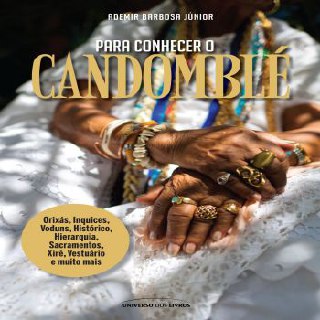 ADEMIR BARBOSA JÚNIOR
PARA CONHECER O
CANDOMBLÉ
Orixás, Inquices,
Voduns, Histórico,
Hierarquia,
Sacramentos,
Xirê, Vestuário
e muito mais
UNIVERSO DOS LIVROS